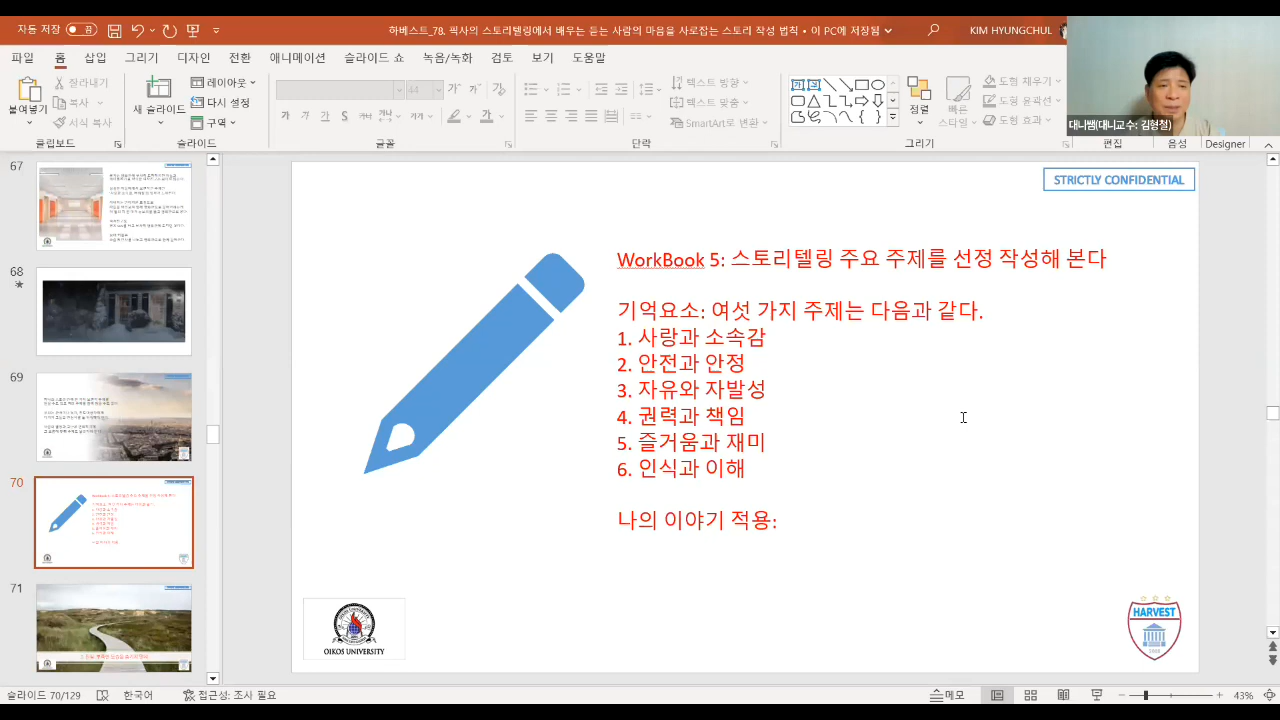 자동 저장
하베스트_78. 픽사의 스토리텔링에서 배우는 듣는 사람의 마음을 사로잡는 스토리 작성 법칙 • 이 PC에 저장됨
KIM HYUNGCHUL
파일 홈 삽입 그리기 디자인 전환 애니메이션 슬라이드 쇼 녹음/녹화 검토 보기 도움말
붙여넣기
잘라내기
복사
서식 복사
클립보드
새 슬라이드
레이아웃
다시 설정
구역
슬라이드
44
가
글꼴
텍스트 방향
텍스트 맞춤
SmartArt로 변환
단락
정렬
빠른 스타일
도형 채우기
도형 윤곽선
도형 효과
그리기
편집
음성
Designer
대니쌤(대니교수: 김형철)
67
68
69
70
71
STRICTLY CONFIDENTIAL
WorkBook 5: 스토리텔링 주요 주제를 선정 작성해 본다
기억요소: 여섯 가지 주제는 다음과 같다.
1. 사랑과 소속감
2. 안전과 안정
3. 자유와 자발성
4. 권력과 책임
5. 즐거움과 재미
6. 인식과 이해
나의 이야기 적용:
OIKOS UNIVERSITY
HARVEST
슬라이드 70/129
한국어
접근성: 조사 필요
메모
43%